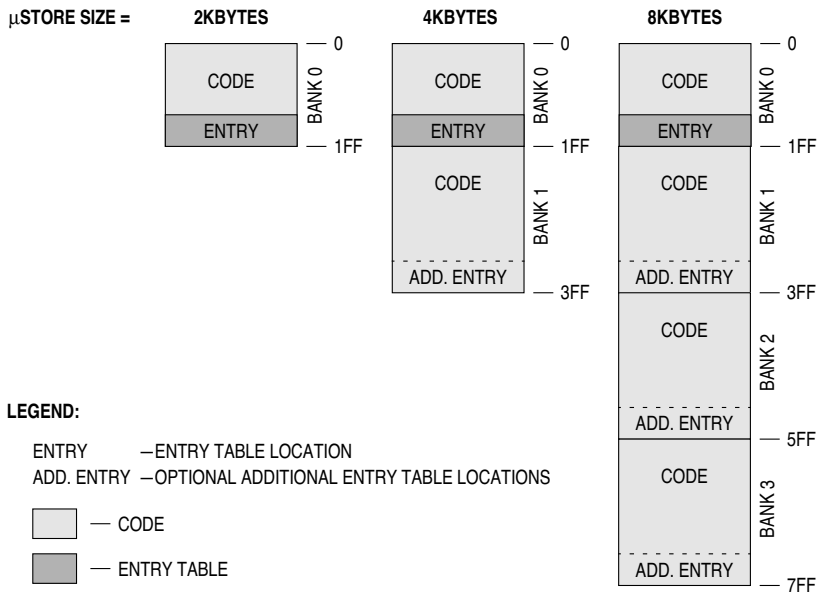 μSTORE SIZE = 2KBYTES 4KBYTES 8KBYTES
0 0 0
CODE BANK 0 CODE BANK 0 CODE BANK 0
ENTRY ENTRY ENTRY
1FF 1FF 1FF
CODE BANK 1 CODE BANK 1
ADD. ENTRY ADD. ENTRY
3FF 3FF
CODE BANK 2
ADD. ENTRY
5FF
CODE BANK 3
ADD. ENTRY
7FF
LEGEND:
ENTRY –ENTRY TABLE LOCATION
ADD. ENTRY –OPTIONAL ADDITIONAL ENTRY TABLE LOCATIONS
— CODE
— ENTRY TABLE